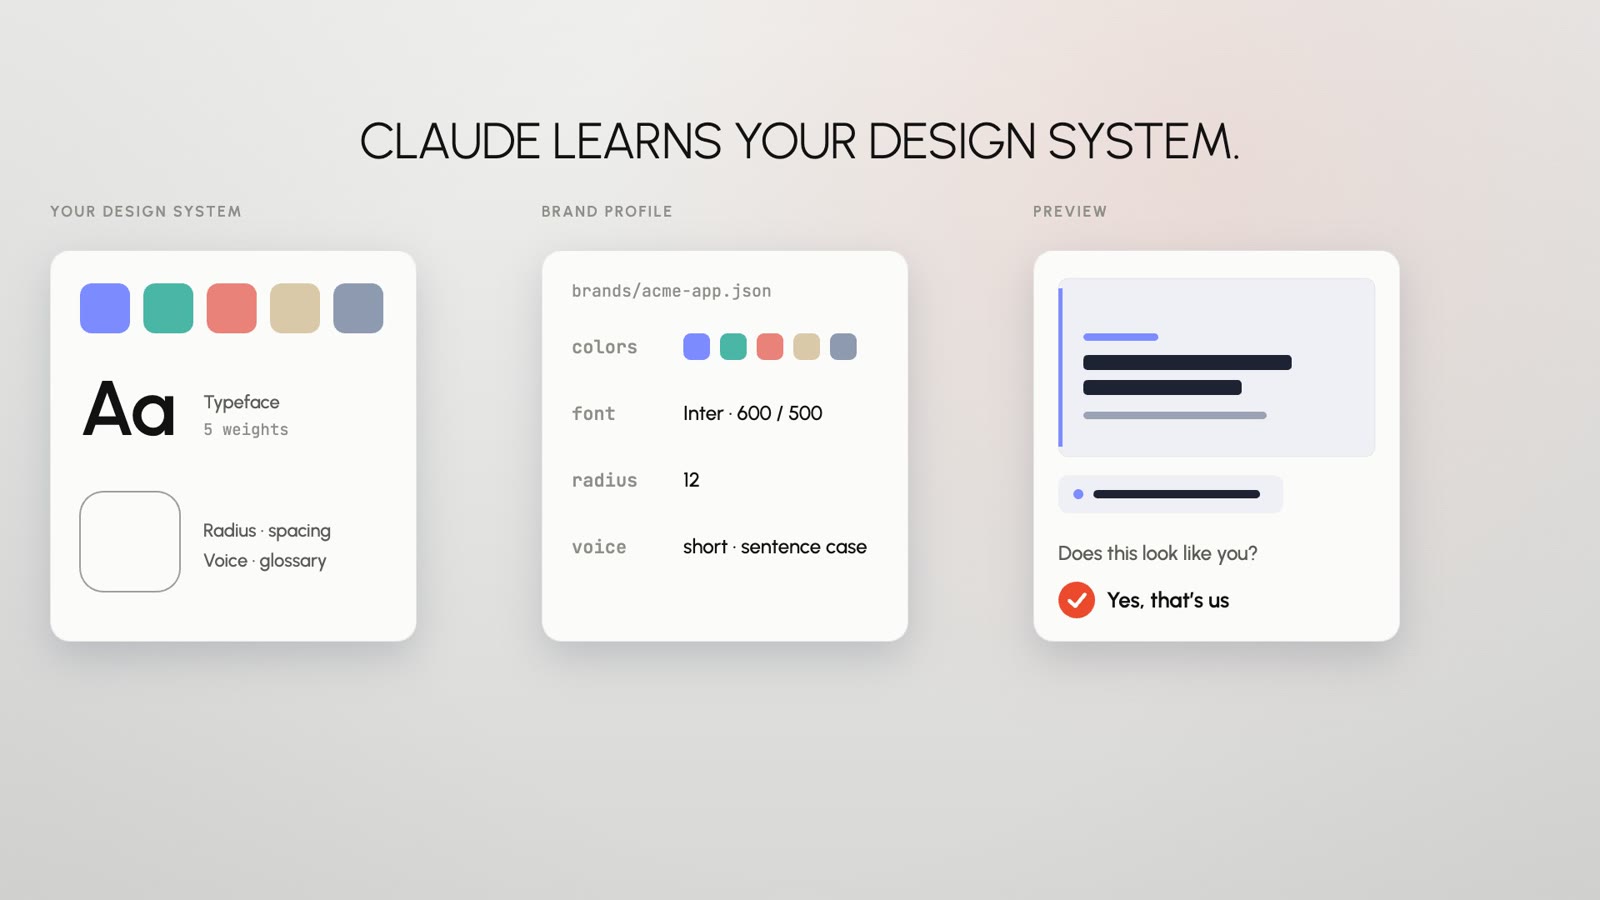 CLAUDE LEARNS YOUR DESIGN SYSTEM.
YOUR DESIGN SYSTEM
Aa
Typeface
5 weights
Radius · spacing
Voice · glossary
BRAND PROFILE
brands/acme-app.json
colors
font Inter · 600 / 500
radius 12
voice short · sentence case
PREVIEW
Does this look like you?
Yes, that’s us